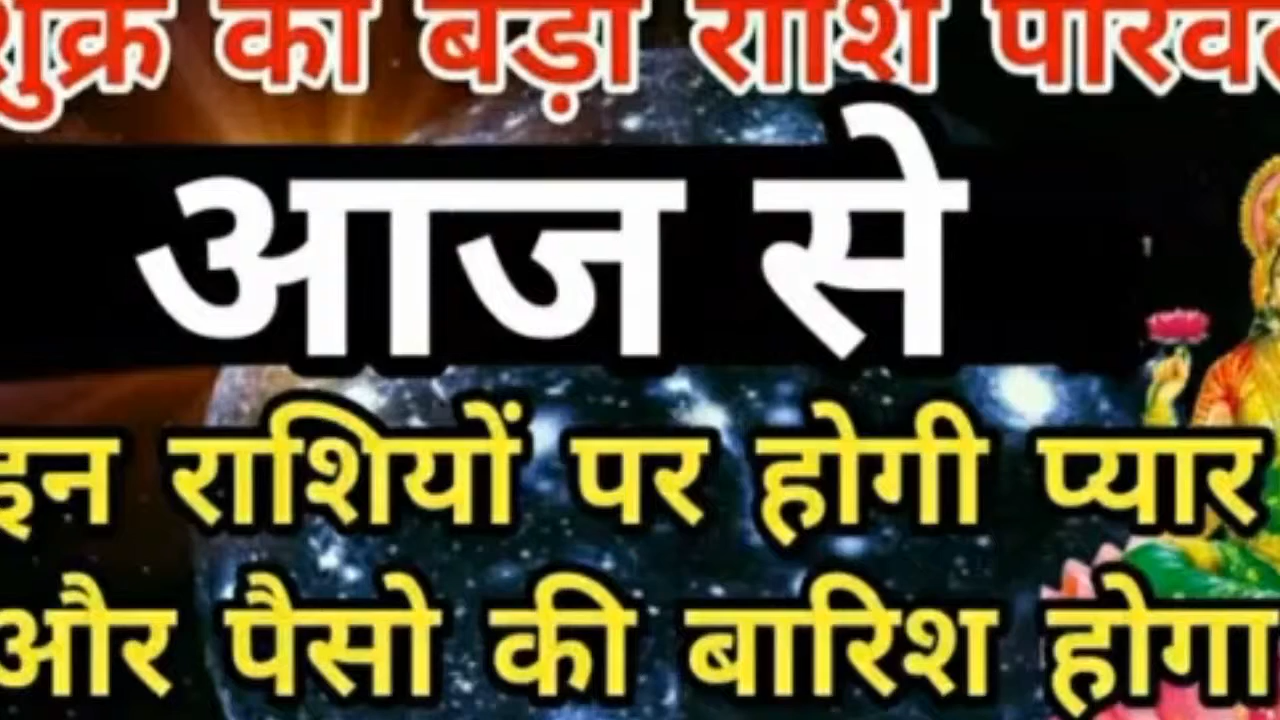 शुक्र का बड़ा राशि
आज से
इन राशियों पर होगी प्यार
और पैसो की बारिश होगा